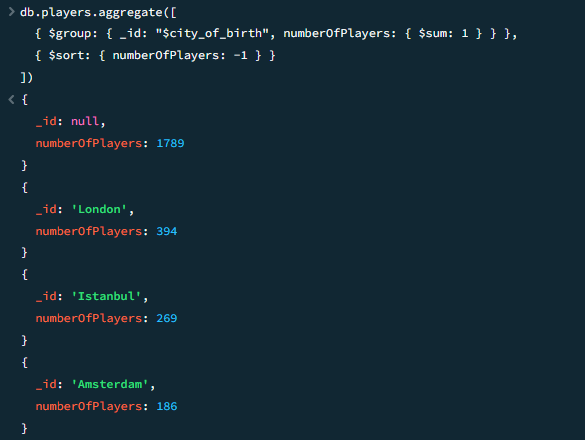 > db.players.aggregate([
{ $group: { _id: "$city_of_birth", numberOfPlayers: { $sum: 1 } } },
{ $sort: { numberOfPlayers: -1 } }
])
< {
_id: null,
numberOfPlayers: 1789
}
{
_id: 'London',
numberOfPlayers: 394
}
{
_id: 'Istanbul',
numberOfPlayers: 269
}
{
_id: 'Amsterdam',
numberOfPlayers: 186
}